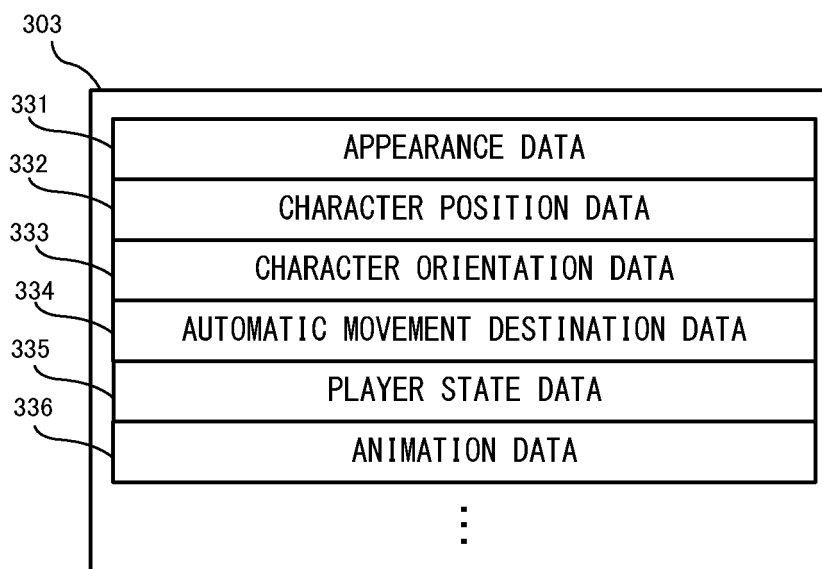 303
331
APPEARANCE DATA
332
CHARACTER POSITION DATA
333
CHARACTER ORIENTATION DATA
334
AUTOMATIC MOVEMENT DESTINATION DATA
335
PLAYER STATE DATA
336
ANIMATION DATA
⋮